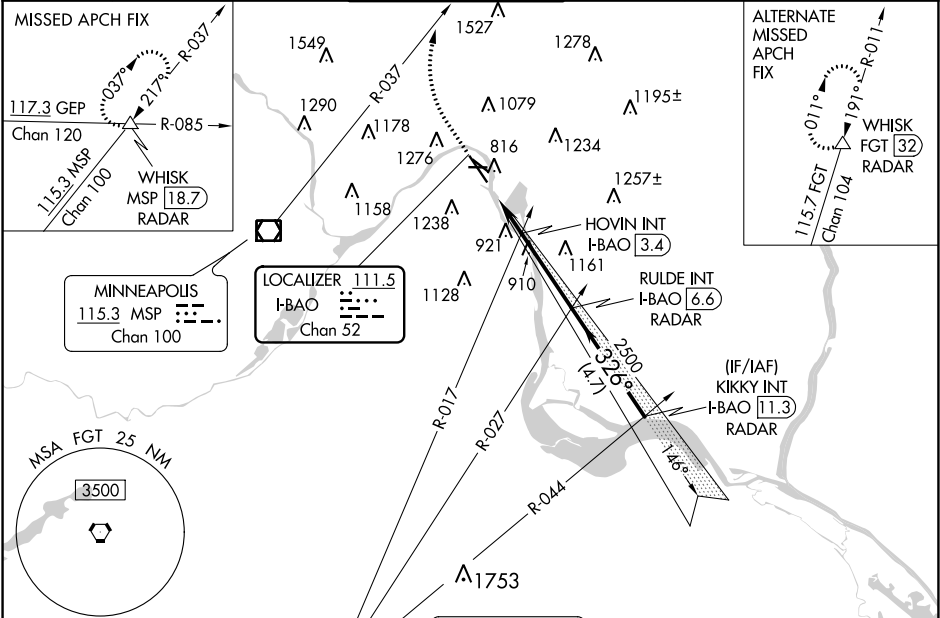 MISSED APCH FIX
037°
217°
R-037
117.3 GEP
Chan 120
R-085
115.3 MSP
Chan 100
WHISK
MSP 18.7
RADAR
1549
1527
1278
R-037
1290
1178
1079
1195±
1276
816
1234
1158
1238
1257±
921
HOVIN INT
I-BAO 3.4
910
1161
1128
RULDE INT
I-BAO 6.6
RADAR
ALTERNATE
MISSED
APCH
FIX
R-011
011°
191°
WHISK
FGT 32
RADAR
115.7 FGT
Chan 104
MINNEAPOLIS
115.3 MSP
Chan 100
LOCALIZER 111.5
I-BAO
Chan 52
2500
326°
(4.7)
(IF/IAF)
KIKKY INT
I-BAO 11.3
RADAR
146°
R-017
R-027
R-044
MSA FGT 25 NM
3500
1753